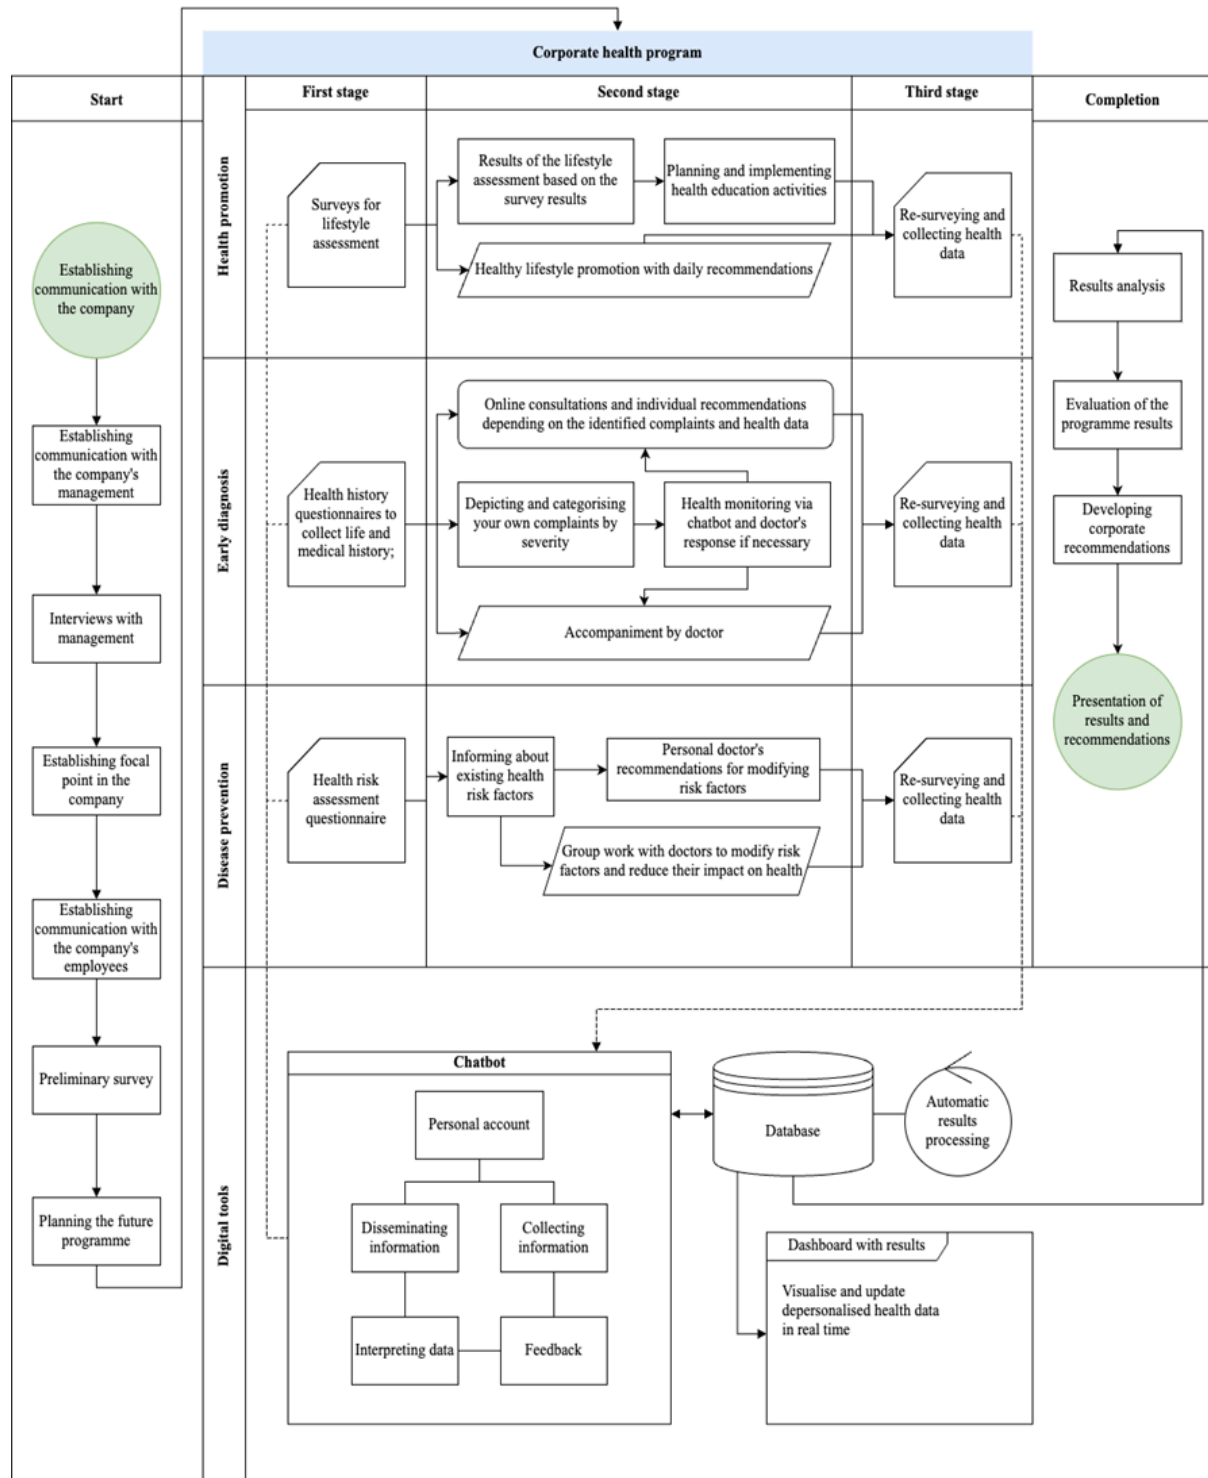 Corporate health program
Start
First stage
Second stage
Third stage
Completion
Establishing
communication with
the company
Establishing
communication with
the company's
management
Interviews with
management
Establishing focal
point in the
company
Establishing
communication with
the company's
employees
Preliminary survey
Planning the future
programme
Health promotion
Surveys for
lifestyle
assessment
Results of the lifestyle
assessment based on the
survey results
Planning and implementing
health education activities
Healthy lifestyle promotion with daily recommendations
Re-surveying and
collecting health
data
Early diagnosis
Health history
questionnaires to
collect life and
medical history;
Online consultations and individual recommendations
depending on the identified complaints and health data
Depicting and categorising
your own complaints by
severity
Health monitoring via
chatbot and doctor's
response if necessary
Accompaniment by doctor
Re-surveying and
collecting health
data
Disease prevention
Health risk
assessment
questionnaire
Informing about
existing health
risk factors
Personal doctor's
recommendations for modifying
risk factors
Group work with doctors to modify risk
factors and reduce their impact on health
Re-surveying and
collecting health
data
Digital tools
Chatbot
Personal account
Disseminating
information
Collecting
information
Interpreting data
Feedback
Database
Automatic
results
processing
Dashboard with results
Visualise and update
depersonalised health data
in real time
Results analysis
Evaluation of the
programme results
Developing
corporate
recommendations
Presentation of
results and
recommendations